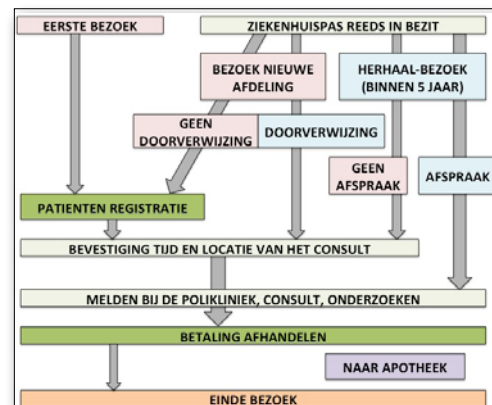 EERSTE BEZOEK
ZIEKENHUISPAS REEDS IN BEZIT
BEZOEK NIEUWE
AFDELING
HERHAAL-BEZOEK
(BINNEN 5 JAAR)
GEEN
DOORVERWIJZING
DOORVERWIJZING
GEEN
AFSPRAAK
AFSPRAAK
PATIENTEN REGISTRATIE
BEVESTIGING TIJD EN LOCATIE VAN HET CONSULT
MELDEN BIJ DE POLIKLINIEK, CONSULT, ONDERZOEKEN
BETALING AFHANDELEN
NAAR APOTHEEK
EINDE BEZOEK